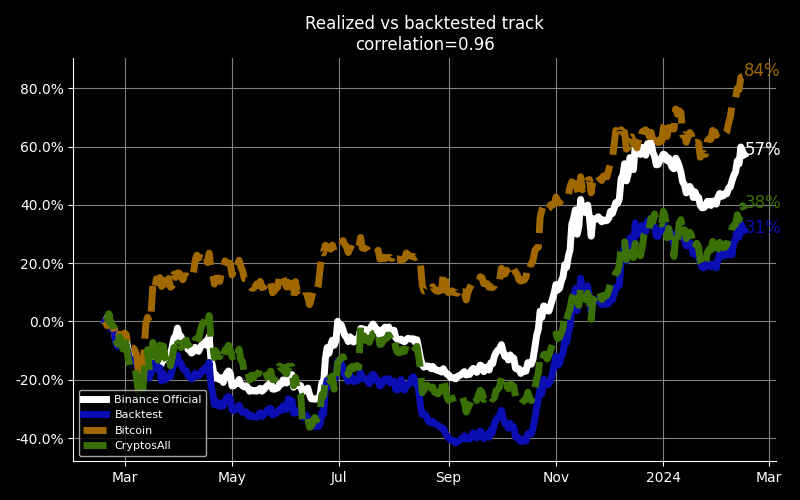 Realized vs backtested track
correlation=0.96
80.0%
60.0%
40.0%
20.0%
0.0%
-20.0%
-40.0%
84%
57%
38%
31%
Binance Official
Backtest
Bitcoin
CryptosAll
Mar
May
Jul
Sep
Nov
2024
Mar